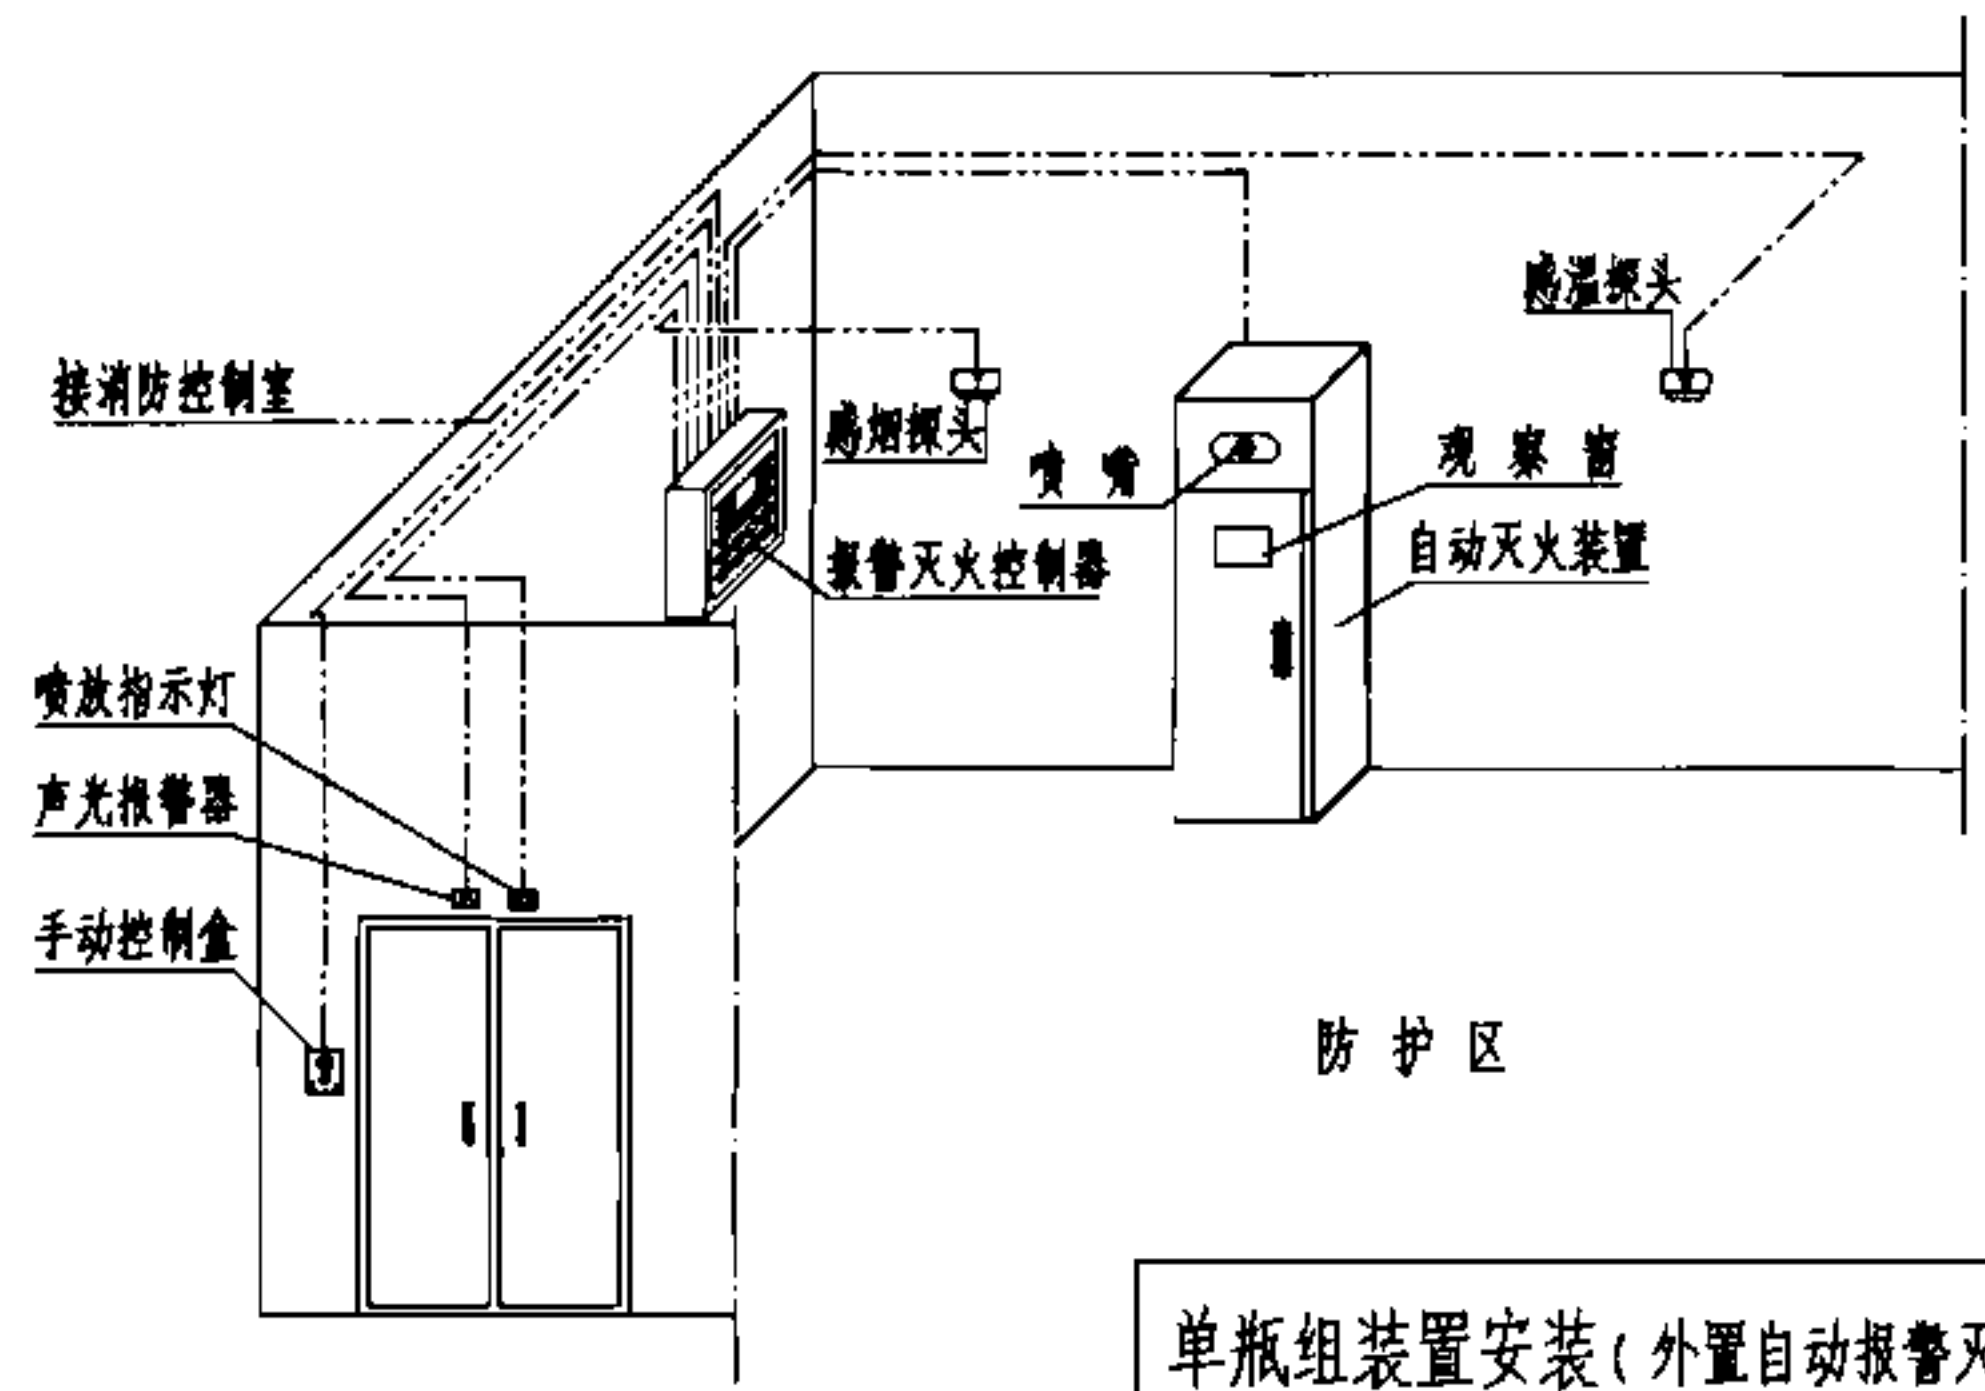 感温探头
接消防控制室
感烟探头
喷嘴
观察窗
自动灭火装置
报警灭火控制器
喷放指示灯
声光报警器
手动控制盒
防护区
单瓶组装置安装(外置自动报警灭